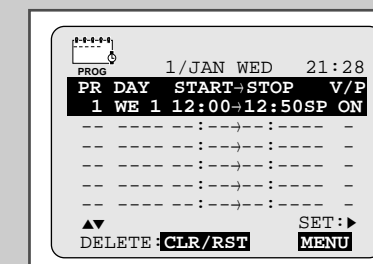 PROG 1/JAN WED 21:28
PR DAY START→STOP V/P
1 WE 1 12:00→12:50SP ON
-- ---- --:--→--:---- -
-- ---- --:--→--:---- -
-- ---- --:--→--:---- -
-- ---- --:--→--:---- -
-- ---- --:--→--:---- -
▲▼ SET:▶
DELETE:CLR/RST MENU